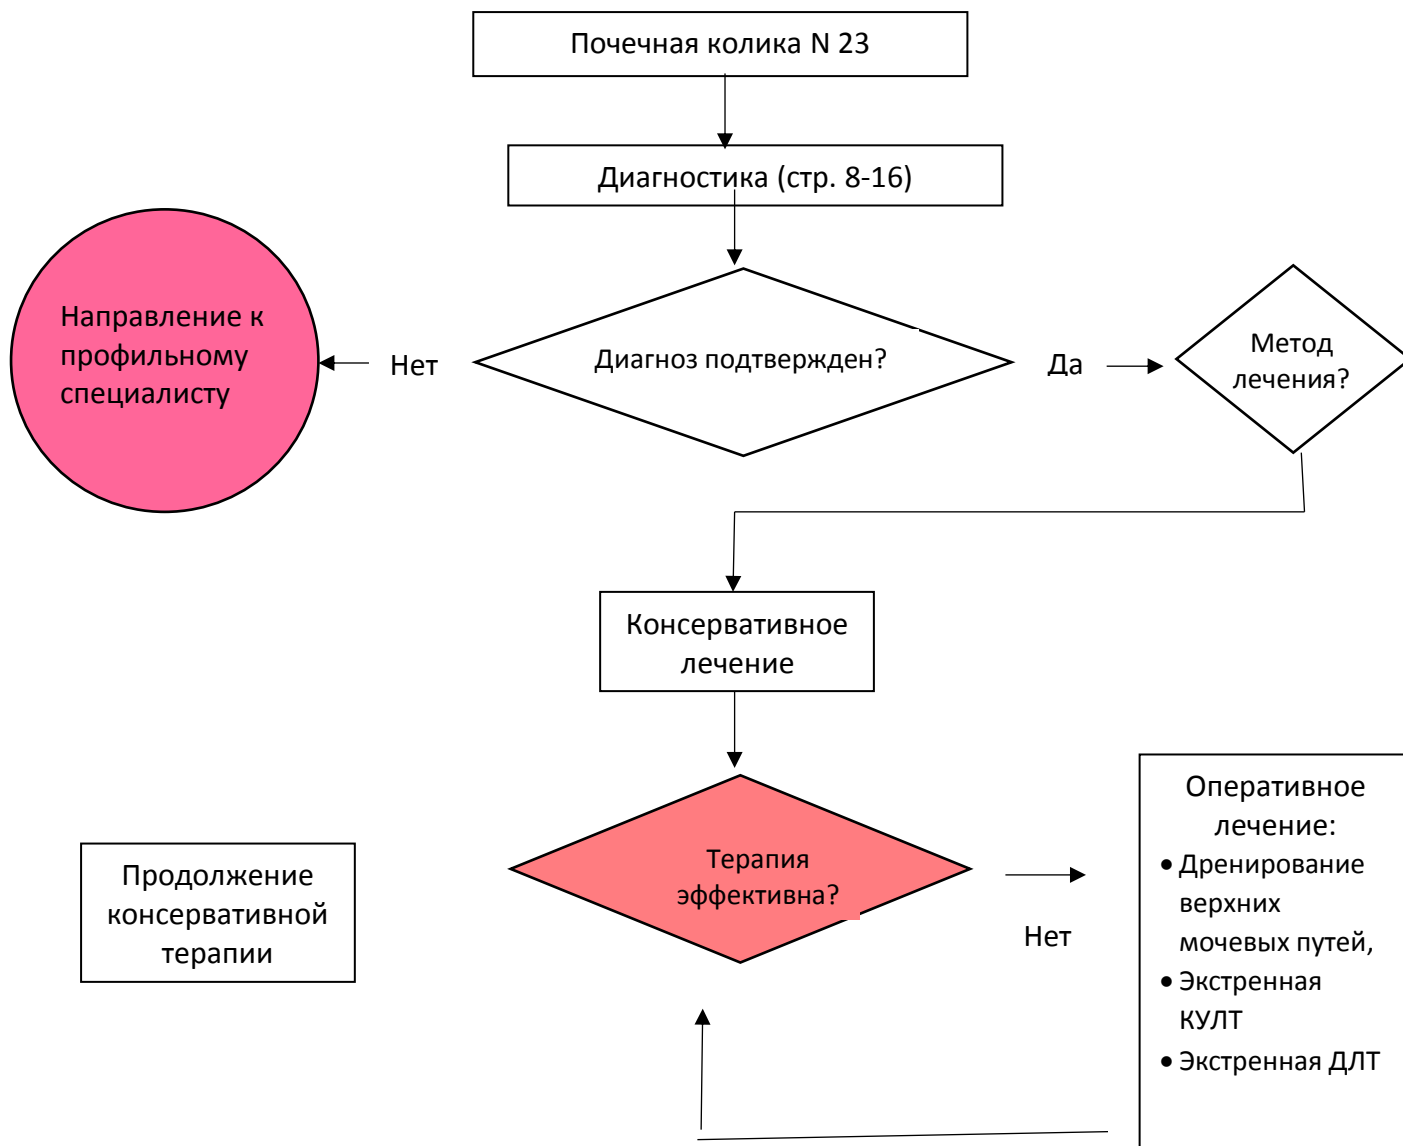 Почечная колика N 23
Диагностика (стр. 8-16)
Направление к
профильному
специалисту
Нет
Диагноз подтвержден?
Да
Метод
лечения?
Консервативное
лечение
Продолжение
консервативной
терапии
Терапия
эффективна?
Нет
Оперативное
лечение:
• Дренирование
верхних
мочевых путей,
• Экстренная
КУЛТ
• Экстренная ДЛТ